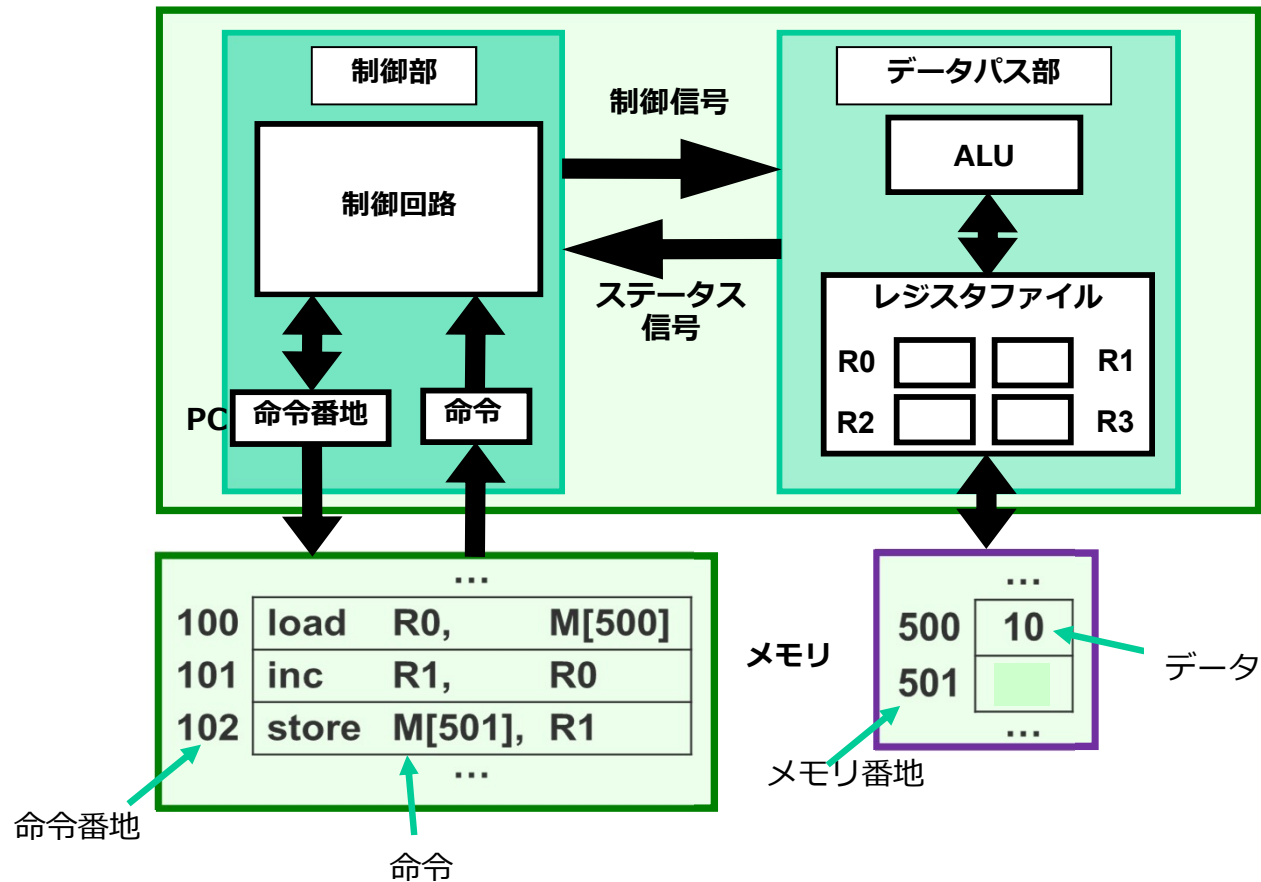 制御部
データパス部
制御信号
ALU
制御回路
ステータス
信号
レジスタファイル
R0 R1
R2 R3
PC 命令番地 命令
…
100 load R0, M[500]
101 inc R1, R0
102 store M[501], R1
…
メモリ
…
500 10
501
…
データ
メモリ番地
命令番地
命令